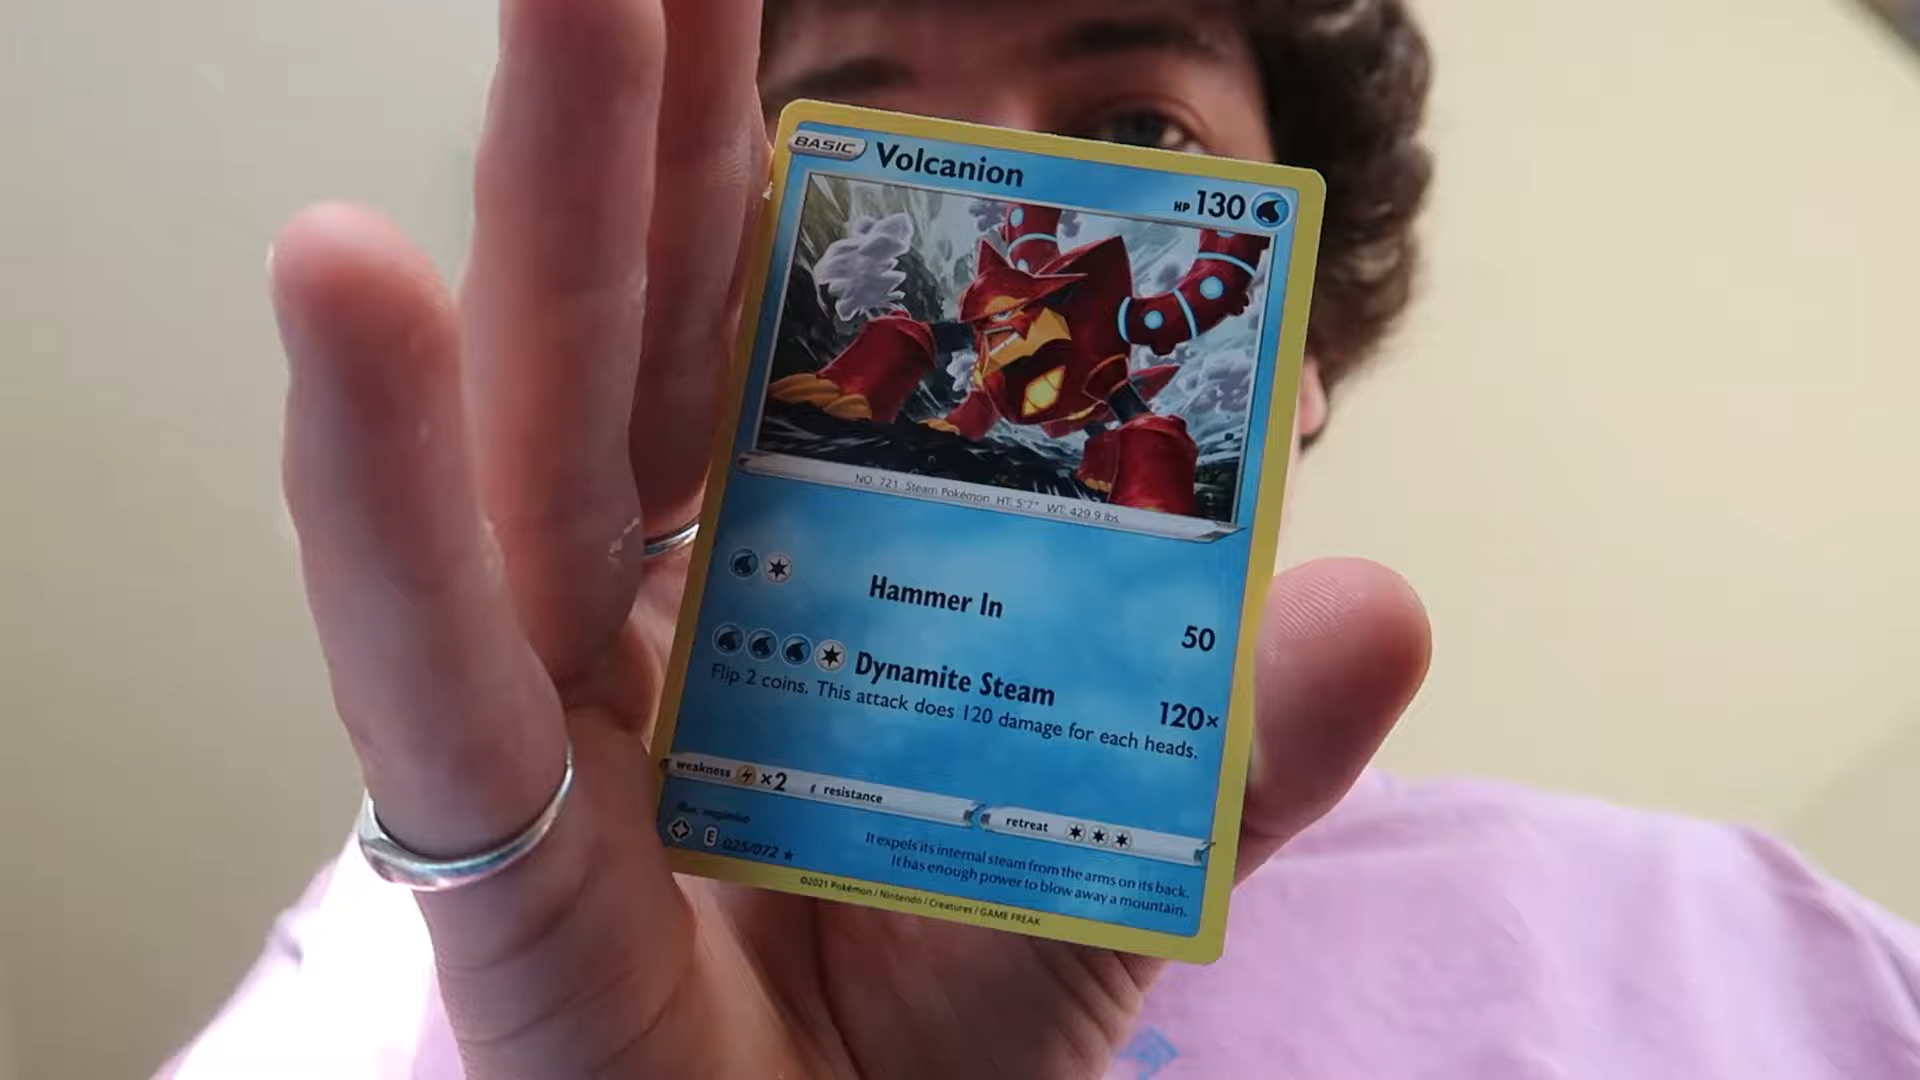 BASIC Volcanion HP 130
NO. 721 Steam Pokémon HT: 5'7" WT: 429.9 lbs.
Hammer In 50
Dynamite Steam 120×
Flip 2 coins. This attack does 120 damage for each heads.
weakness ×2 resistance retreat
E 025/072 ★
It expels its internal steam from the arms on its back.
It has enough power to blow away a mountain.
©2021 Pokémon / Nintendo / Creatures / GAME FREAK